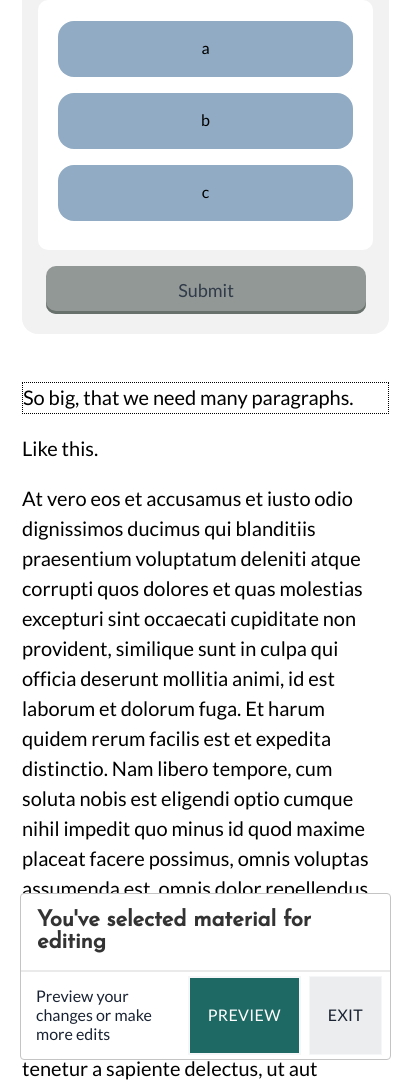 a
b
c
Submit
So big, that we need many paragraphs.
Like this.
At vero eos et accusamus et iusto odio
dignissimos ducimus qui blanditiis
praesentium voluptatum deleniti atque
corrupti quos dolores et quas molestias
excepturi sint occaecati cupiditate non
provident, similique sunt in culpa qui
officia deserunt mollitia animi, id est
laborum et dolorum fuga. Et harum
quidem rerum facilis est et expedita
distinctio. Nam libero tempore, cum
soluta nobis est eligendi optio cumque
nihil impedit quo minus id quod maxime
placeat facere possimus, omnis voluptas
assumenda est, omnis dolor repellendus
You've selected material for
editing
Preview your
changes or make
more edits
PREVIEW
EXIT
tenetur a sapiente delectus, ut aut